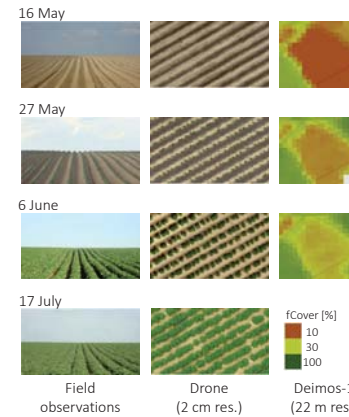 16 May
27 May
6 June
17 July
fCover [%]
10
30
100
Field
observations
Drone
(2 cm res.)
Deimos-
(22 m res